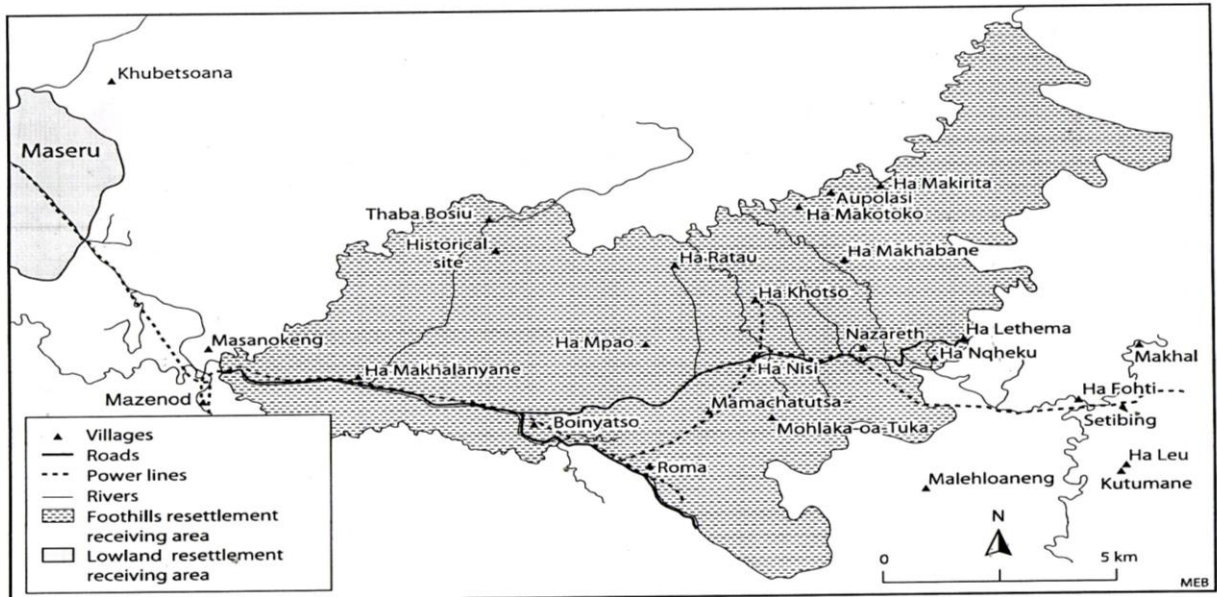 Khubetsoana
Maseru
Thaba Bosiu
Historical
site
Ha Makirita
Aupolasi
Ha Makotoko
Ha Makhabane
Ha Ratau
Ha Khotso
Masanokeng
Ha Mpao
Nazareth
Ha Lethema
Ha Nqheku
Makhal
Ha Nisi
Ha Makhalanyane
Mazenod
Mamachatutsa
Ha Fohti
Setibing
Boinyatso
Mohlaka-oa-Tuka
Roma
Ha Leu
Kutumane
Malehloaneng
Villages
Roads
Power lines
Rivers
Foothills resettlement
receiving area
Lowland resettlement
receiving area
N
0 5 km
MEB